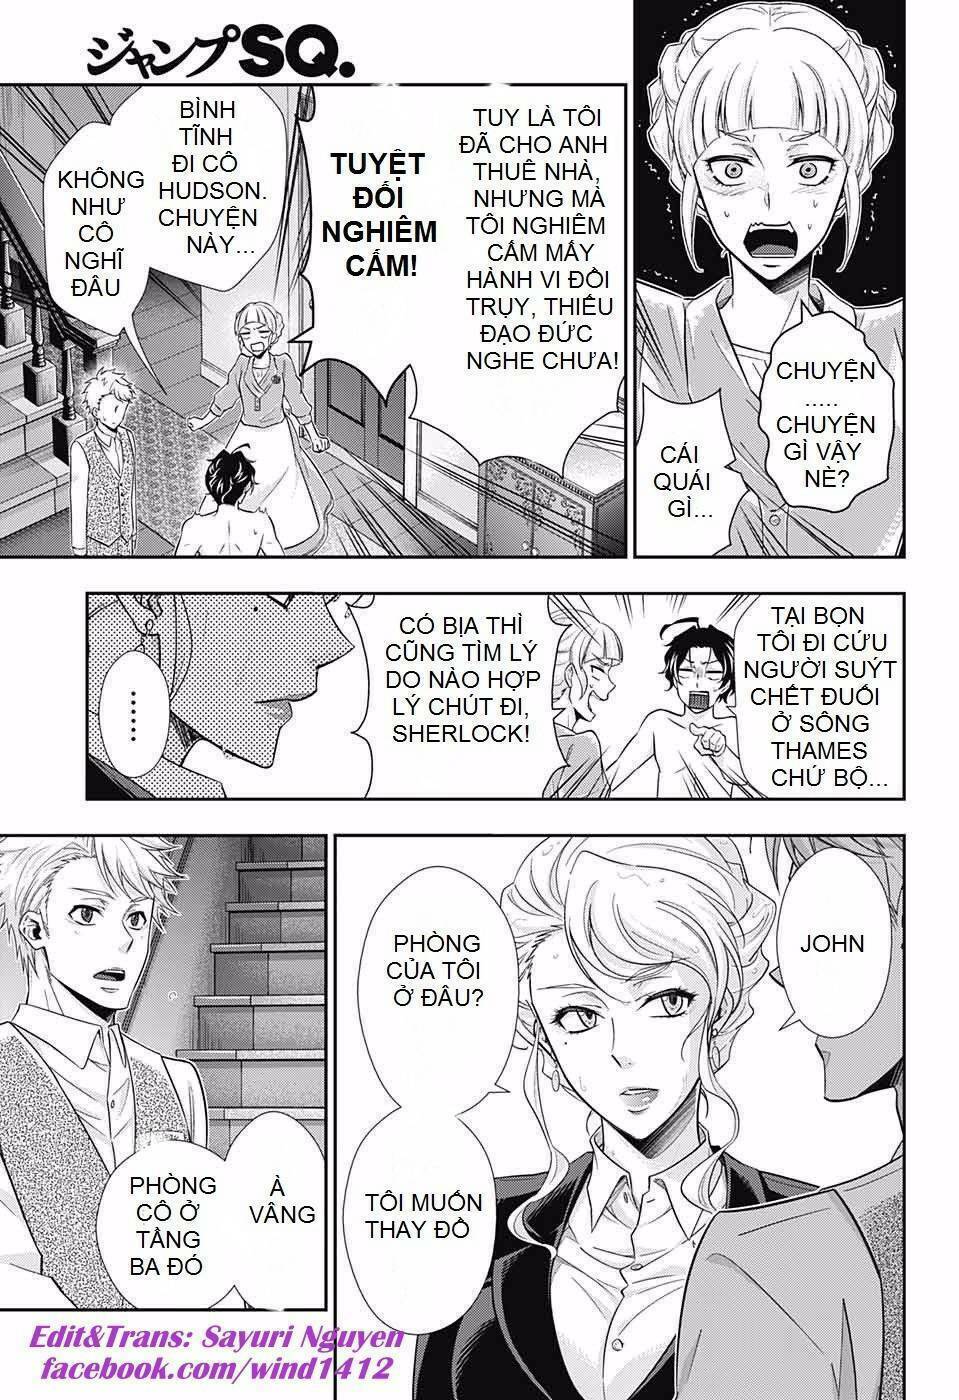 ジャンプSQ.
CHUYỆN
.....
CHUYỆN
GÌ VẬY
NÈ?
CÁI
QUÁI
GÌ...
TUY LÀ TÔI
ĐÃ CHO ANH
THUÊ NHÀ,
NHƯNG MÀ
TÔI NGHIÊM
CẤM MẤY
HÀNH VI ĐỒI
TRỤY, THIẾU
ĐẠO ĐỨC
NGHE CHƯA!
TUYỆT
ĐỐI
NGHIÊM
CẤM!
BÌNH
TĨNH
ĐI CÔ
HUDSON.
CHUYỆN
NÀY...
KHÔNG
NHƯ
CÔ
NGHĨ
ĐÂU
TẠI BỌN
TÔI ĐI CỨU
NGƯỜI SUÝT
CHẾT ĐUỐI
Ở SÔNG
THAMES
CHỨ BỘ...
CÓ BỊA THÌ
CŨNG TÌM LÝ
DO NÀO HỢP
LÝ CHÚT ĐI,
SHERLOCK!
......
JOHN
PHÒNG
CỦA TÔI
Ở ĐÂU?
TÔI MUỐN
THAY ĐỒ
À
VÂNG
PHÒNG
CÔ Ở
TẦNG
BA ĐÓ
Edit&Trans: Sayuri Nguyen
facebook.com/wind1412